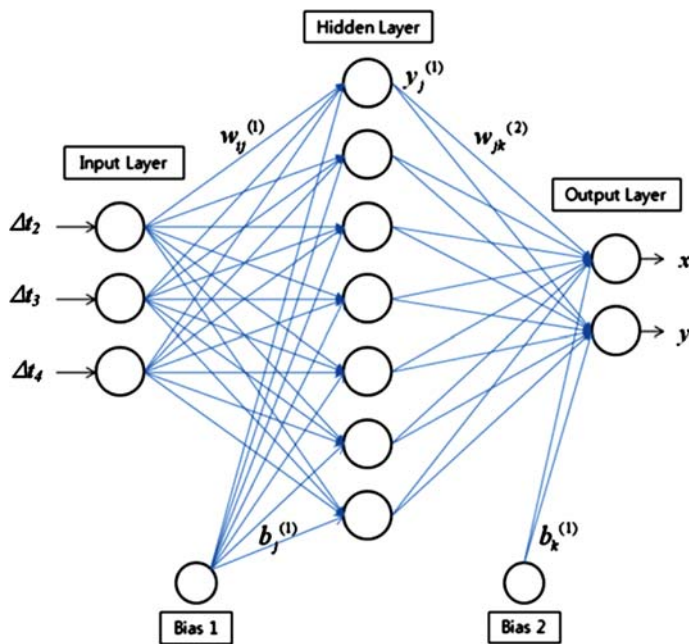 Hidden Layer
y_j^(1)
w_ij^(1)
w_jk^(2)
Input Layer
Output Layer
Δt₂
x
Δt₃
y
Δt₄
b_j^(1)
b_k^(1)
Bias 1
Bias 2